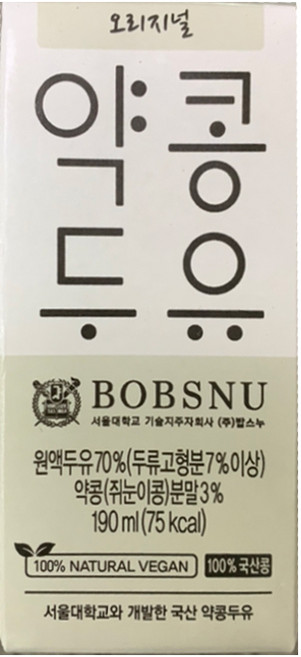 오리지널
약콩
두유
BOBSNU
서울대학교 기술지주자회사 (주)밥스누
원액두유 70% (두류고형분 7% 이상)
약콩(쥐눈이콩)분말 3%
190 ml (75 kcal)
100% NATURAL VEGAN 100% 국산콩
서울대학교와 개발한 국산 약콩두유